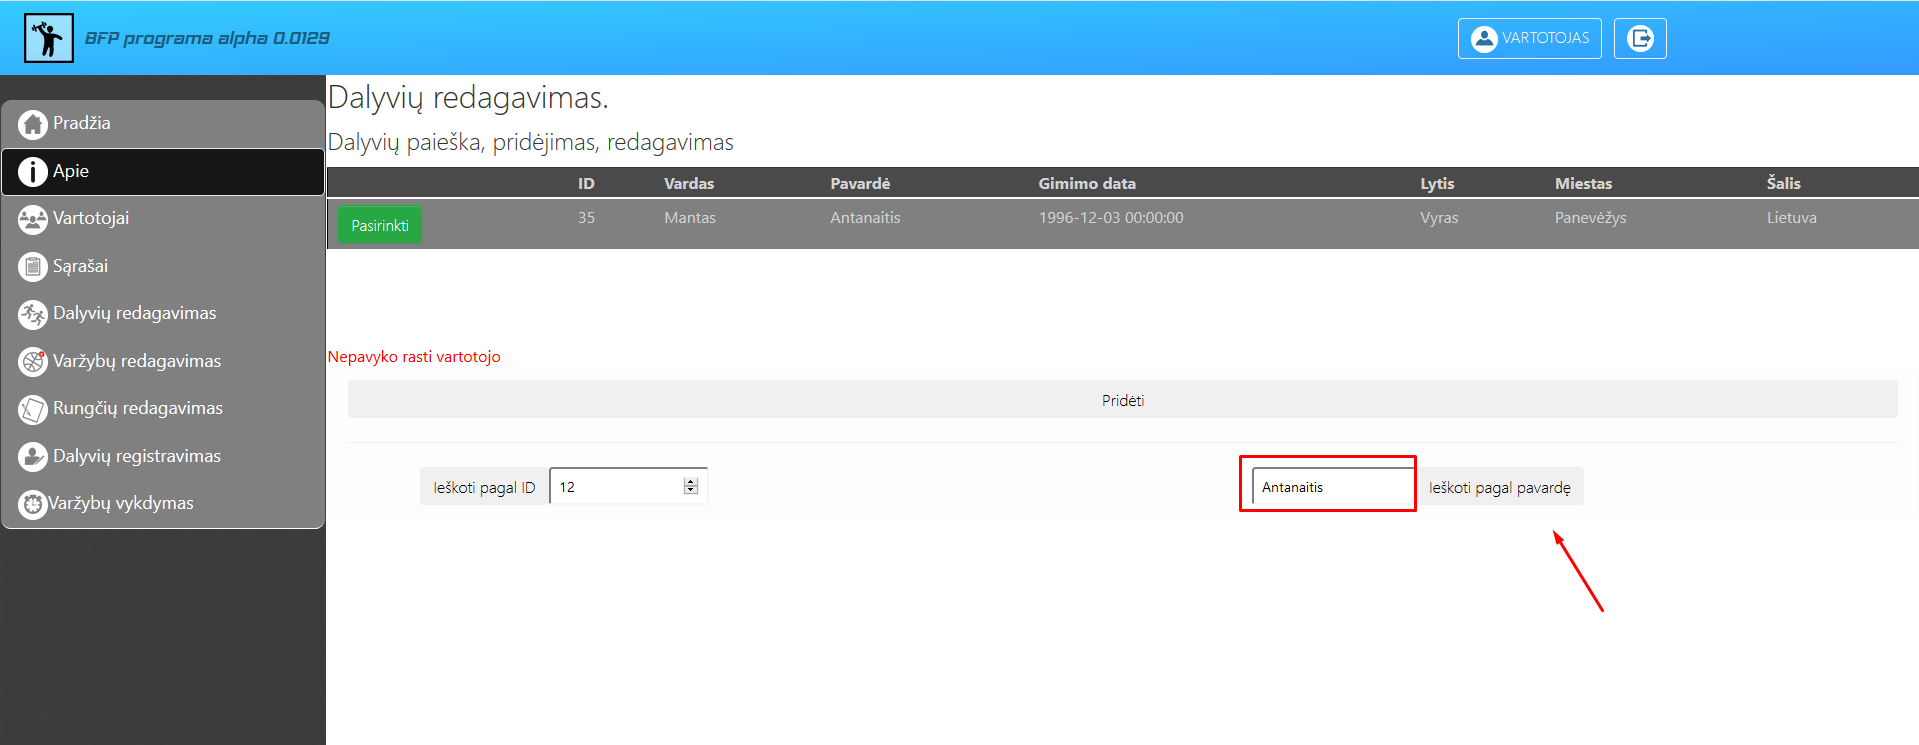 BFP programa alpha 0.0129
VARTOTOJAS
Pradžia
Apie
Vartotojai
Sąrašai
Dalyvių redagavimas
Varžybų redagavimas
Rungčių redagavimas
Dalyvių registravimas
Varžybų vykdymas
Dalyvių redagavimas.
Dalyvių paieška, pridėjimas, redagavimas
ID Vardas Pavardė Gimimo data Lytis Miestas Šalis
Pasirinkti 35 Mantas Antanaitis 1996-12-03 00:00:00 Vyras Panevėžys Lietuva
Nepavyko rasti vartotojo
Pridėti
Ieškoti pagal ID 12 Antanaitis Ieškoti pagal pavardę